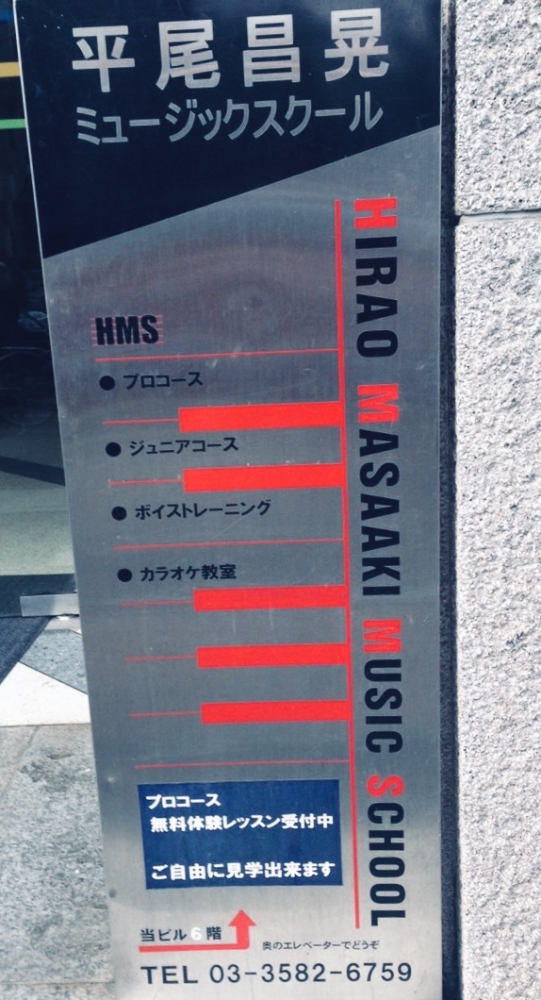 平尾昌晃
ミュージックスクール
HIRAO MASAAKI MUSIC SCHOOL
HMS
● プロコース
● ジュニアコース
● ボイストレーニング
● カラオケ教室
プロコース
無料体験レッスン受付中
ご自由に見学出来ます
当ビル6階
奥のエレベーターでどうぞ
TEL 03-3582-6759